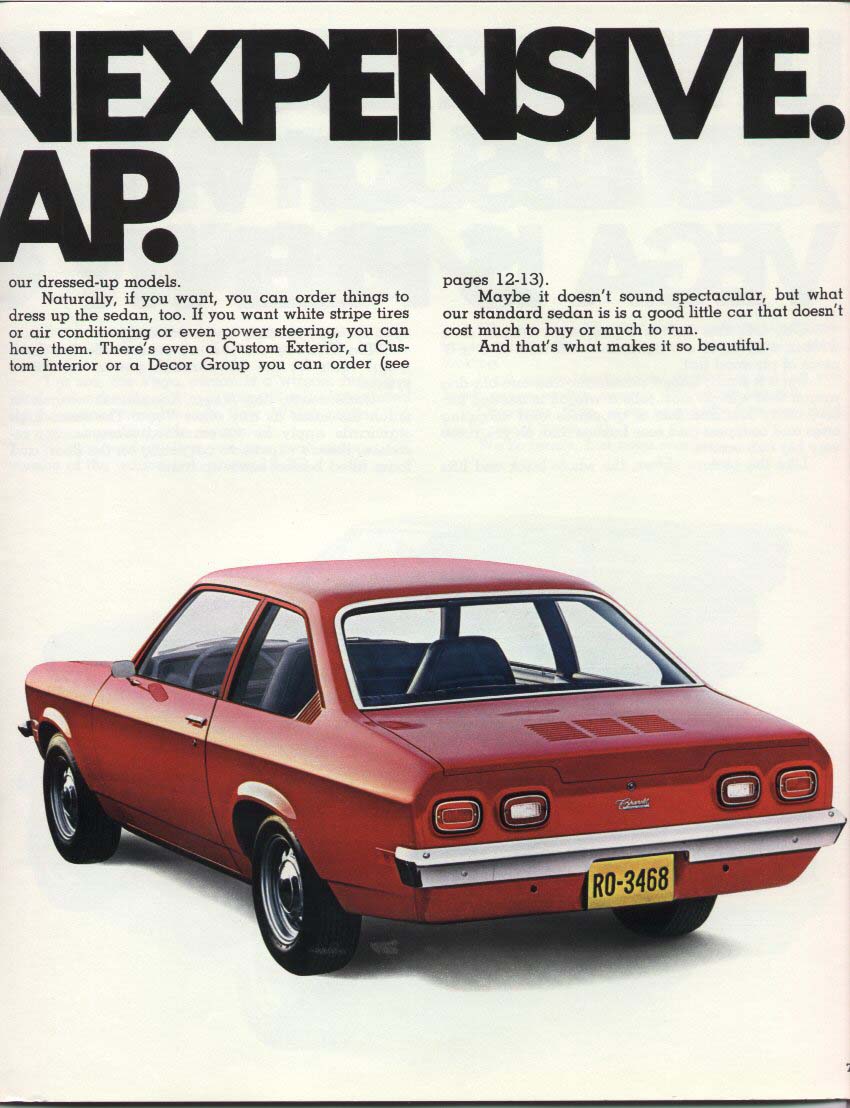 NEXPENSIVE.
AP.
our dressed-up models.
Naturally, if you want, you can order things to
dress up the sedan, too. If you want white stripe tires
or air conditioning or even power steering, you can
have them. There's even a Custom Exterior, a Cus-
tom Interior or a Decor Group you can order (see
pages 12-13).
Maybe it doesn't sound spectacular, but what
our standard sedan is is a good little car that doesn't
cost much to buy or much to run.
And that's what makes it so beautiful.
Chevrolet
RO-3468
7